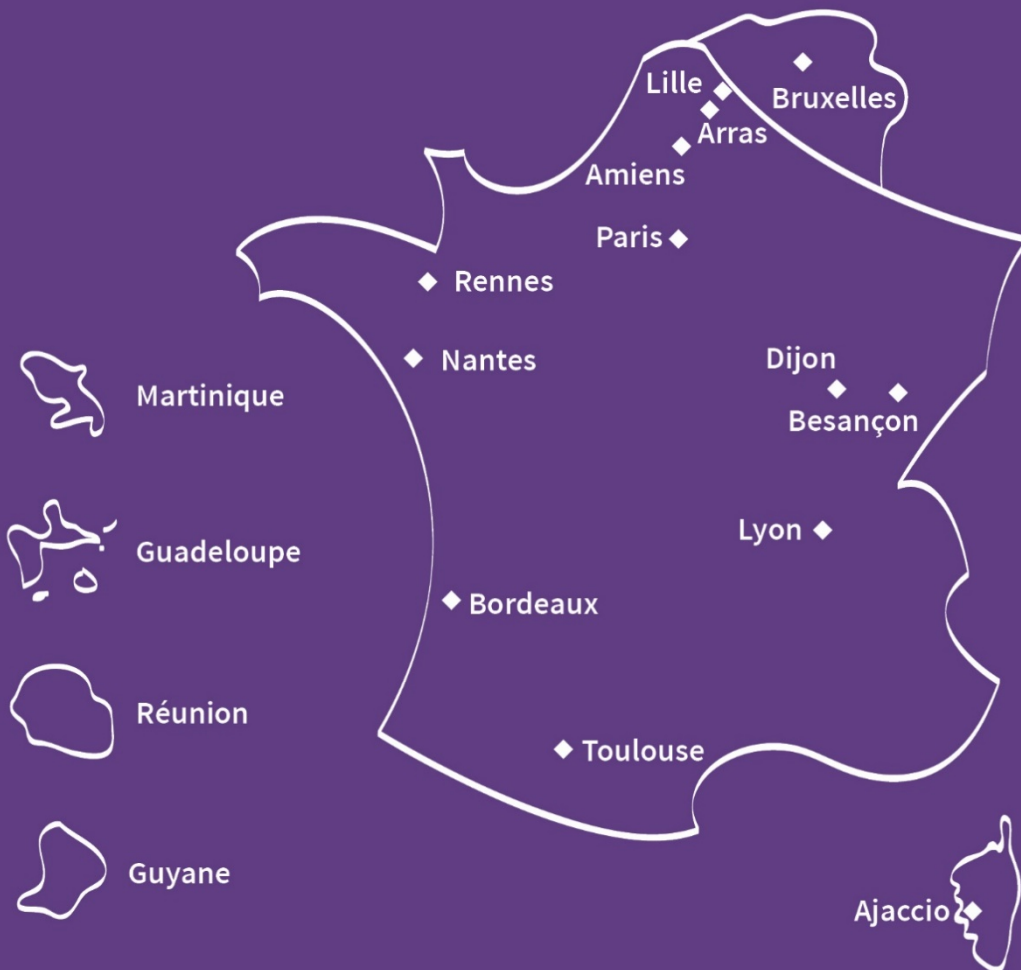 Lille
Bruxelles
Arras
Amiens
Paris
Rennes
Nantes
Dijon
Martinique
Besançon
Lyon
Guadeloupe
Bordeaux
Réunion
Toulouse
Guyane
Ajaccio